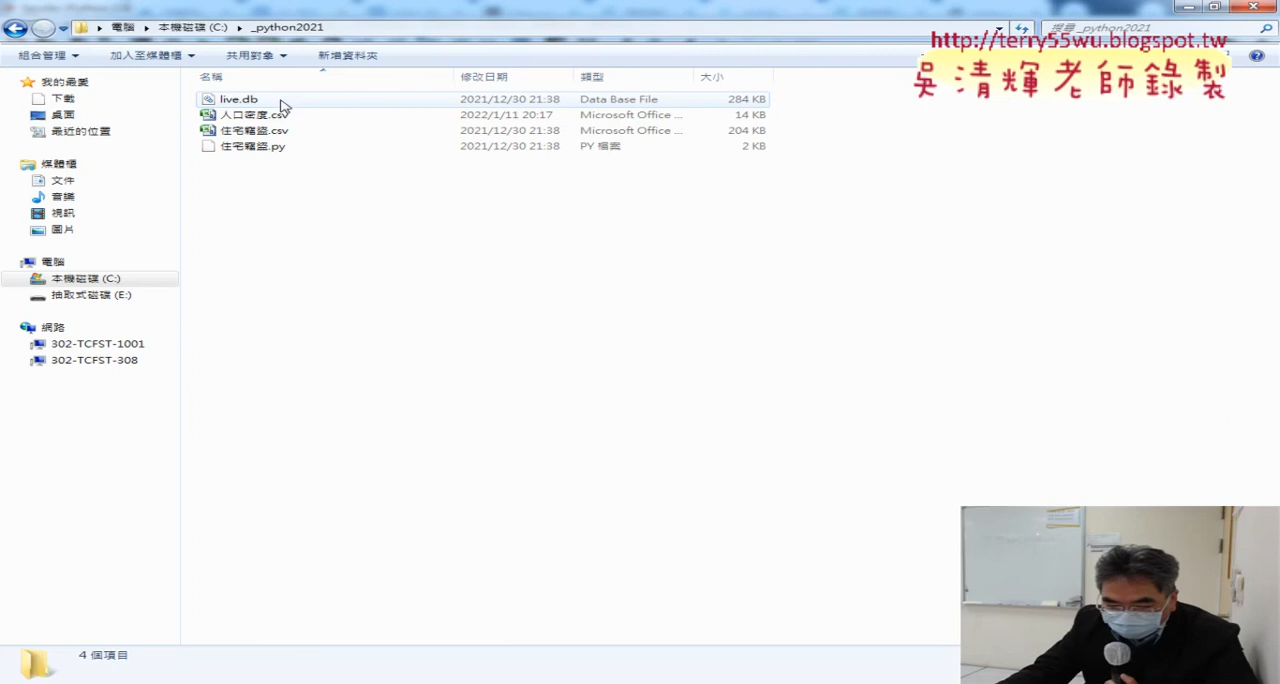 電腦 ▸ 本機磁碟 (C:) ▸ _python2021
搜尋 _python2021
http://terry55wu.blogspot.tw
吳清輝老師錄製
組合管理 加入至媒體櫃 共用對象 新增資料夾
名稱 修改日期 類型 大小
live.db 2021/12/30 21:38 Data Base File 284 KB
人口密度.csv 2022/1/11 20:17 Microsoft Office ... 14 KB
住宅竊盜.csv 2021/12/30 21:38 Microsoft Office ... 204 KB
住宅竊盜.py 2021/12/30 21:38 PY 檔案 2 KB
我的最愛
下載
桌面
最近的位置
媒體櫃
文件
音樂
視訊
圖片
電腦
本機磁碟 (C:)
抽取式磁碟 (E:)
網路
302-TCFST-1001
302-TCFST-308
4 個項目